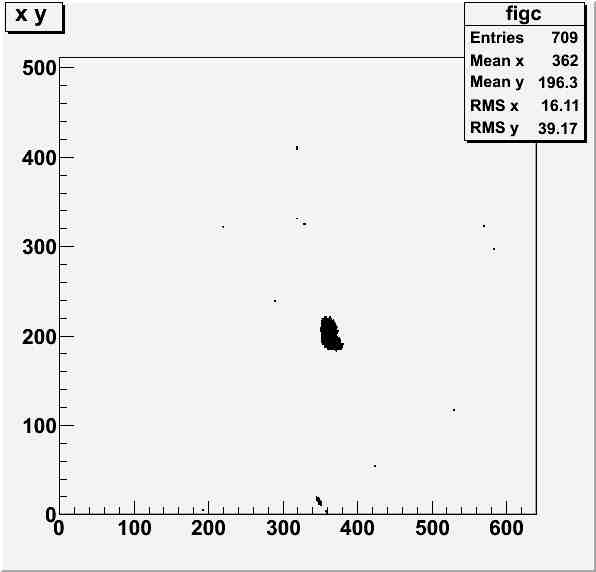 x y
figc
Entries 709
Mean x 362
Mean y 196.3
RMS x 16.11
RMS y 39.17
500
400
300
200
100
0
0 100 200 300 400 500 600